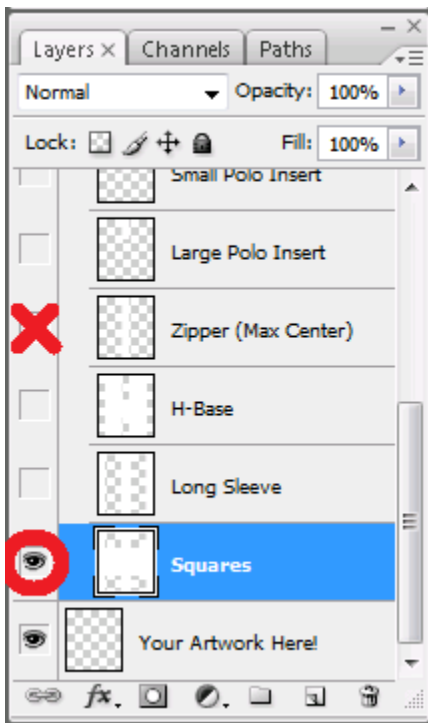 Layers × Channels Paths
Normal Opacity: 100%
Lock: Fill: 100%
Small Polo Insert
Large Polo Insert
Zipper (Max Center)
H-Base
Long Sleeve
Squares
Your Artwork Here!
fx.